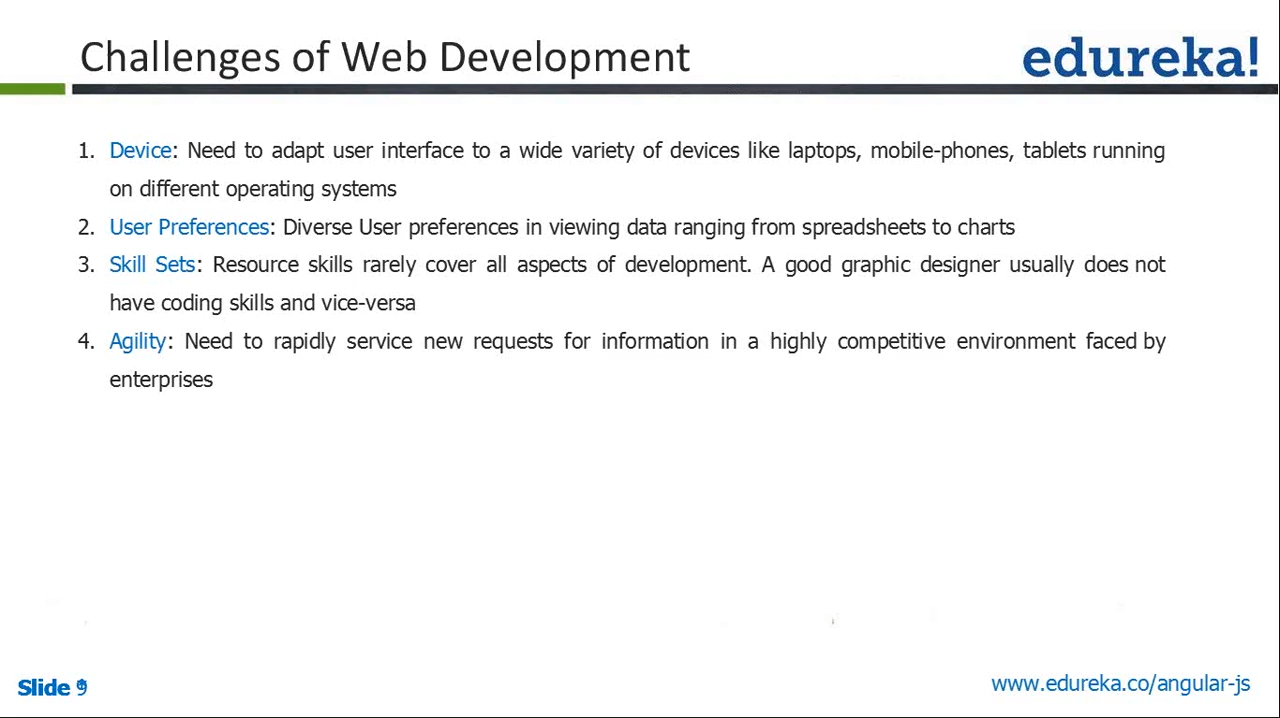 Challenges of Web Development
edureka!
1. Device: Need to adapt user interface to a wide variety of devices like laptops, mobile-phones, tablets running
on different operating systems
2. User Preferences: Diverse User preferences in viewing data ranging from spreadsheets to charts
3. Skill Sets: Resource skills rarely cover all aspects of development. A good graphic designer usually does not
have coding skills and vice-versa
4. Agility: Need to rapidly service new requests for information in a highly competitive environment faced by
enterprises
Slide
www.edureka.co/angular-js